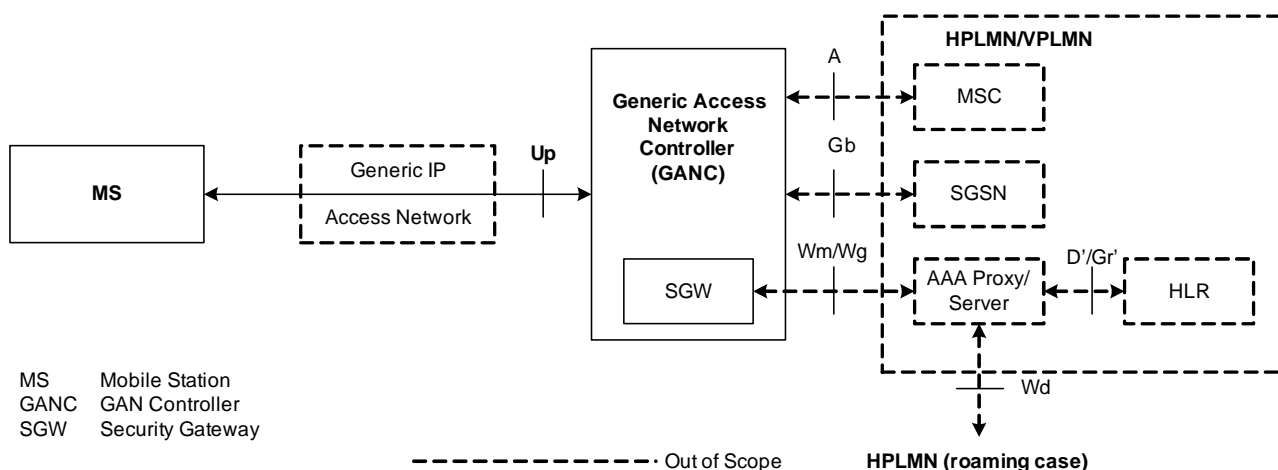 HPLMN/VPLMN
A
MSC
Generic Access
Network
Controller
(GANC)
Gb
Up
Generic IP
MS
SGSN
Access Network
Wm/Wg
D’/Gr’
SGW
AAA Proxy/
Server
HLR
MS Mobile Station
GANC GAN Controller
SGW Security Gateway
Wd
Out of Scope
HPLMN (roaming case)